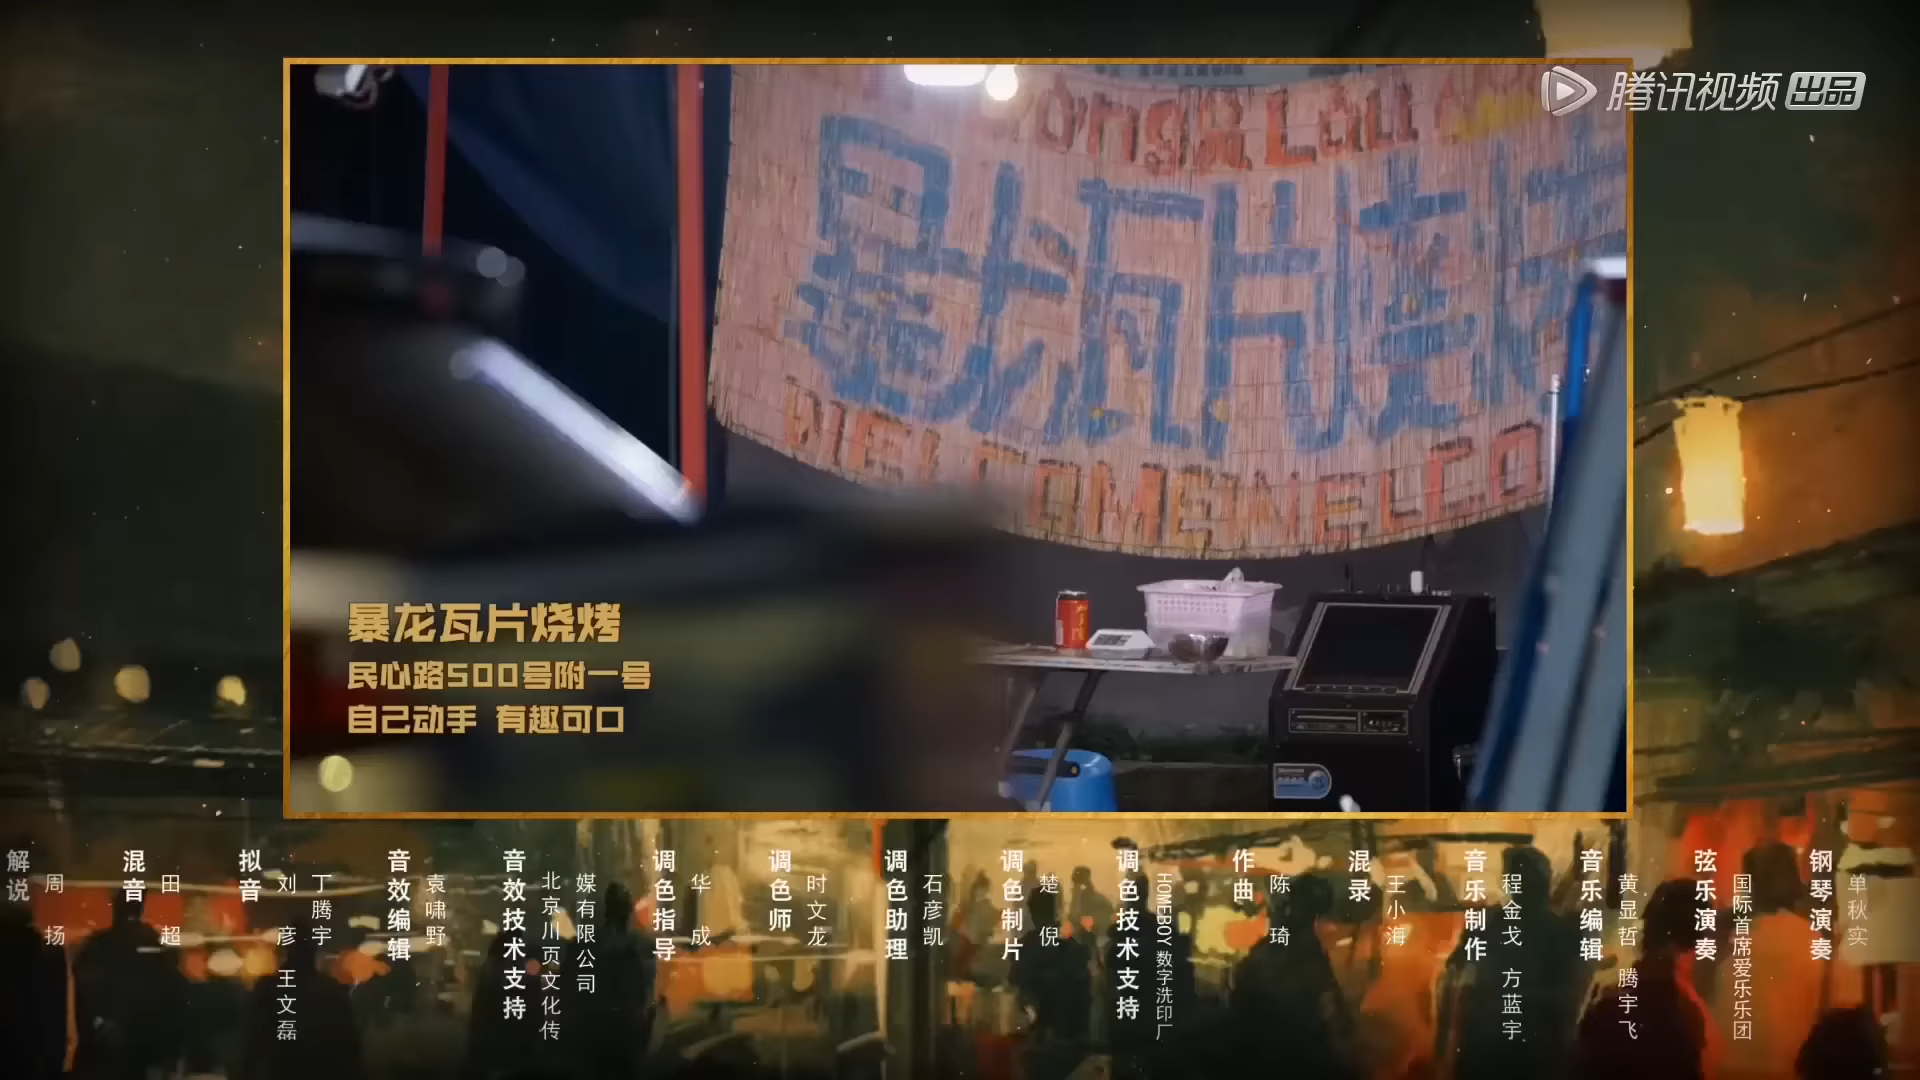 腾讯视频 出品
暴龙瓦片烧烤
WELCOMEWELCO
暴龙瓦片烧烤
民心路500号附一号
自己动手 有趣可口
解说
周 扬
混音
田 超
拟音
刘 彦 王文磊
丁腾宇
音效编辑
袁啸野
音效技术支持
北京川页文化传
媒有限公司
调色指导
华 成
调色师
时文龙
调色助理
石彦凯
调色制片
楚 倪
调色技术支持
HOMEBOY数字洗印厂
作曲
陈 琦
混录
王小海
音乐制作
程金戈 方蓝宇
音乐编辑
黄显哲 腾宇飞
弦乐演奏
国际首席爱乐乐团
钢琴演奏
单秋实